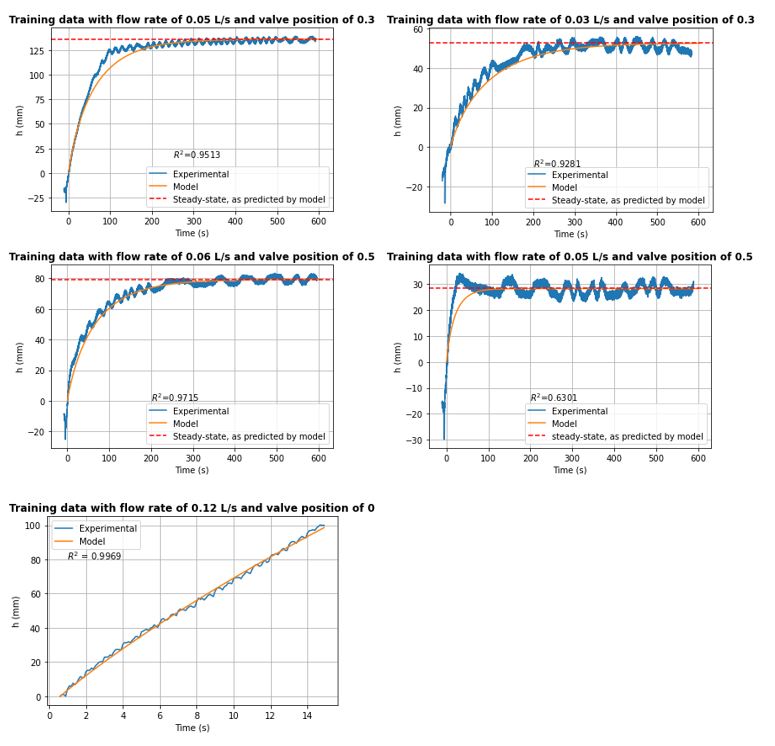 Training data with flow rate of 0.05 L/s and valve position of 0.3
h (mm)
125
100
75
50
25
0
−25
R²=0.9513
Experimental
Model
Steady-state, as predicted by model
0 100 200 300 400 500 600
Time (s)
Training data with flow rate of 0.03 L/s and valve position of 0.3
h (mm)
60
40
20
0
−20
R²=0.9281
Experimental
Model
Steady-state, as predicted by model
0 100 200 300 400 500 600
Time (s)
Training data with flow rate of 0.06 L/s and valve position of 0.5
h (mm)
80
60
40
20
0
−20
R²=0.9715
Experimental
Model
Steady-state, as predicted by model
0 100 200 300 400 500 600
Time (s)
Training data with flow rate of 0.05 L/s and valve position of 0.5
h (mm)
30
20
10
0
−10
−20
−30
R²=0.6301
Experimental
Model
steady-state, as predicted by model
0 100 200 300 400 500 600
Time (s)
Training data with flow rate of 0.12 L/s and valve position of 0
h (mm)
100
80
60
40
20
0
Experimental
Model
R² = 0.9969
0 2 4 6 8 10 12 14
Time (s)